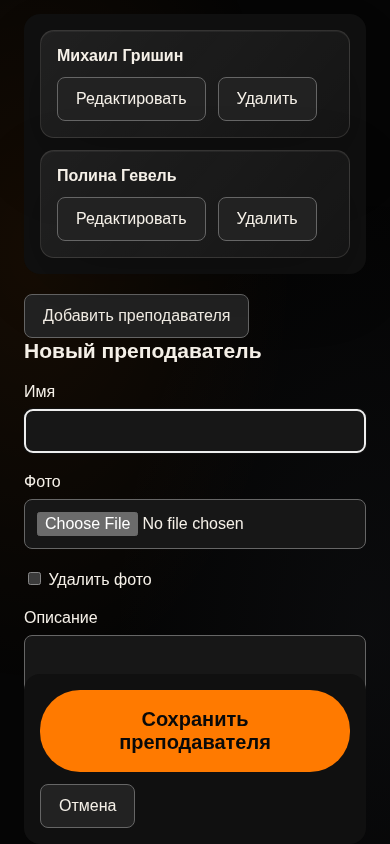 Михаил Гришин
Редактировать Удалить
Полина Гевель
Редактировать Удалить
Добавить преподавателя
Новый преподаватель
Имя
Фото
Choose File No file chosen
Удалить фото
Описание
Сохранить
преподавателя
Отмена